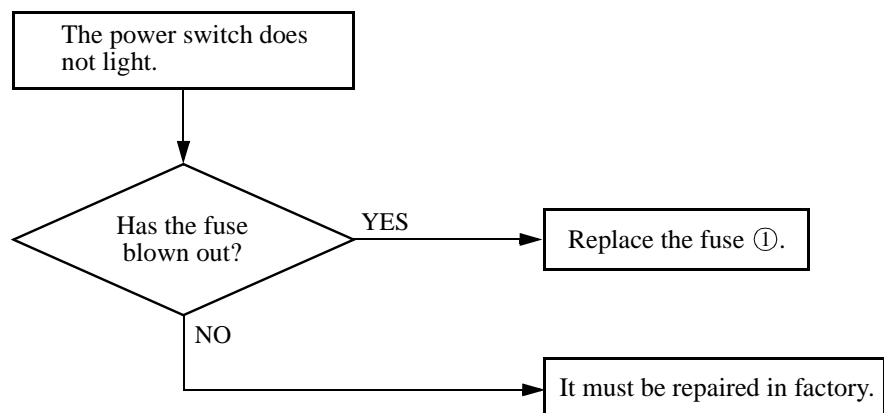 The power switch does
not light.
Has the fuse
blown out?
YES
Replace the fuse ①.
NO
It must be repaired in factory.